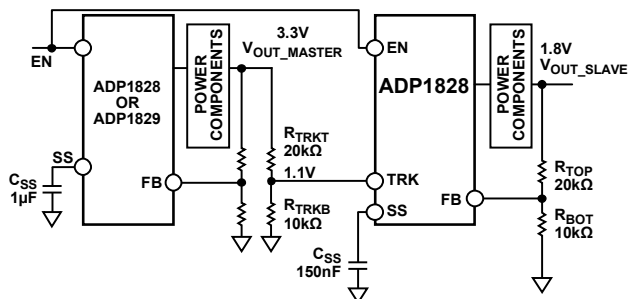 EN
ADP1828
OR
ADP1829
SS
CSS
1µF
FB
POWER
COMPONENTS
3.3V
VOUT_MASTER
RTRKT
20kΩ
1.1V
RTRKB
10kΩ
EN
ADP1828
TRK
SS
FB
CSS
150nF
POWER
COMPONENTS
1.8V
VOUT_SLAVE
RTOP
20kΩ
RBOT
10kΩ